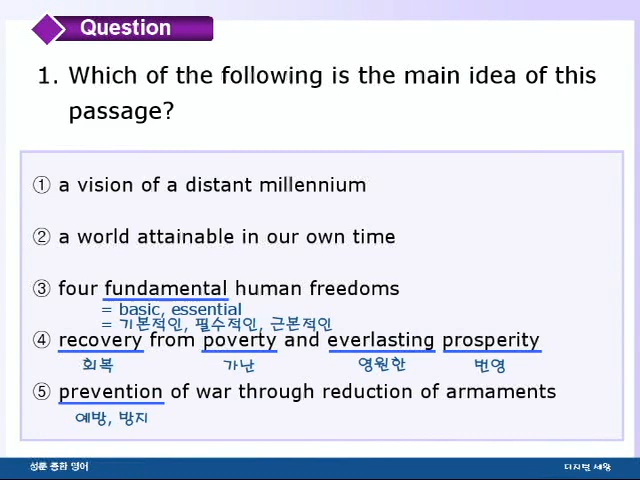 Question
1. Which of the following is the main idea of this
passage?
① a vision of a distant millennium
② a world attainable in our own time
③ four fundamental human freedoms
= basic, essential
= 기본적인, 필수적인, 근본적인
④ recovery from poverty and everlasting prosperity
회복 가난 영원한 번영
⑤ prevention of war through reduction of armaments
예방, 방지
성문 종합 영어
디지털 세왕